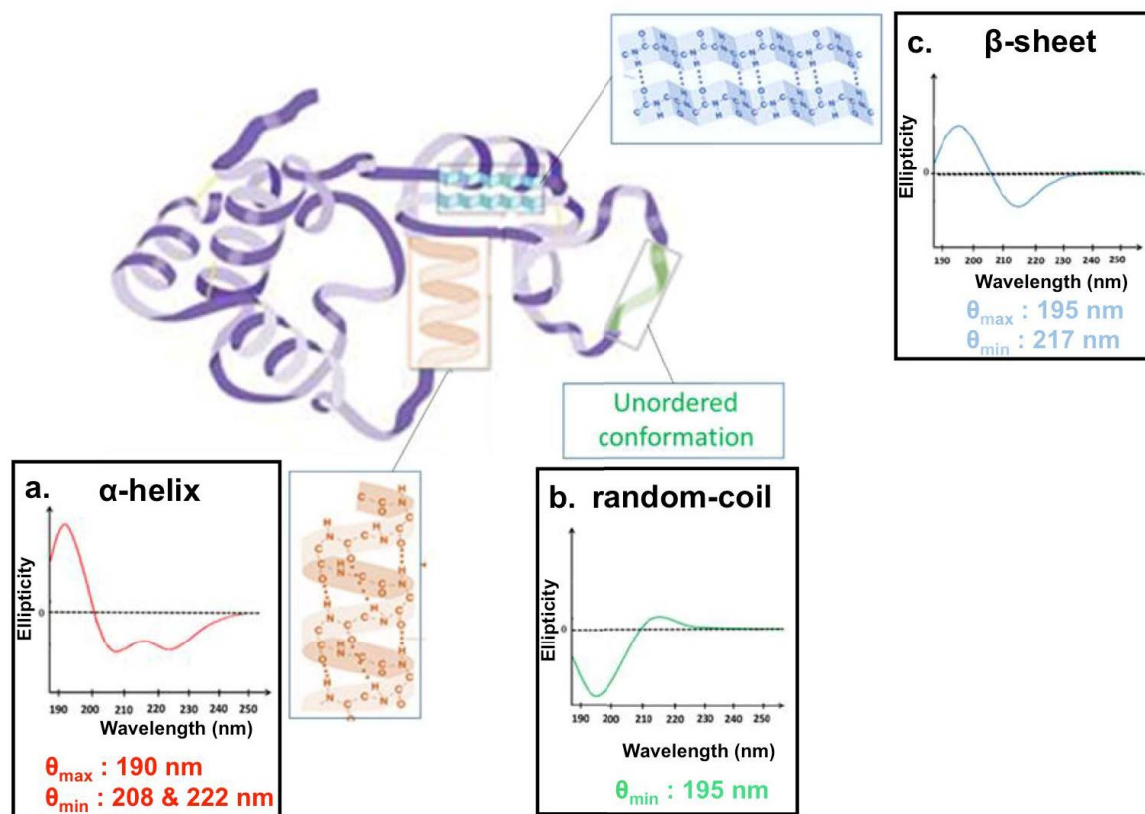 c. β-sheet
Ellipticity
0
190 200 210 220 230 240 250
Wavelength (nm)
θmax : 195 nm
θmin : 217 nm
Unordered
conformation
a. α-helix
Ellipticity
0
190 200 210 220 230 240 250
Wavelength (nm)
θmax : 190 nm
θmin : 208 & 222 nm
b. random-coil
Ellipticity
0
190 200 210 220 230 240 250
Wavelength (nm)
θmin : 195 nm